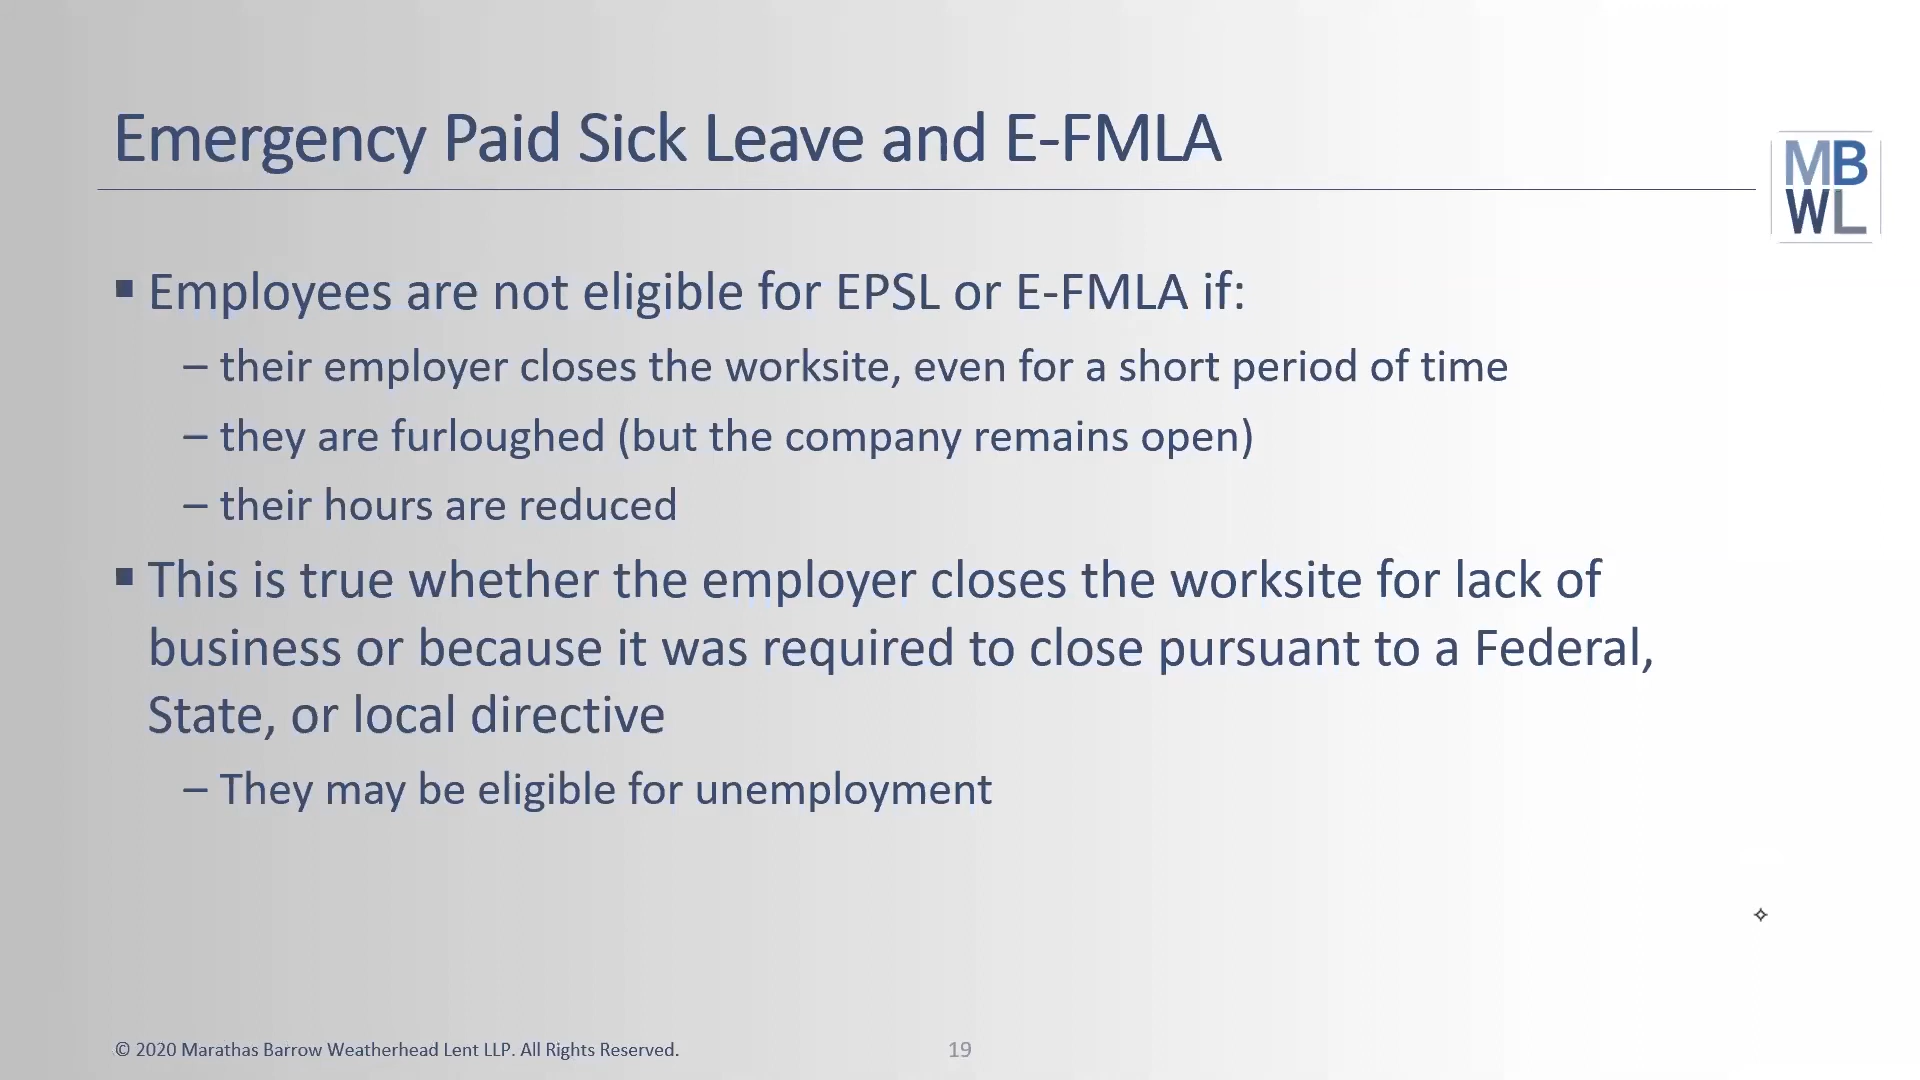 Emergency Paid Sick Leave and E-FMLA
MB
WL
▪ Employees are not eligible for EPSL or E-FMLA if:
– their employer closes the worksite, even for a short period of time
– they are furloughed (but the company remains open)
– their hours are reduced
▪ This is true whether the employer closes the worksite for lack of
business or because it was required to close pursuant to a Federal,
State, or local directive
– They may be eligible for unemployment
© 2020 Marathas Barrow Weatherhead Lent LLP. All Rights Reserved.
19